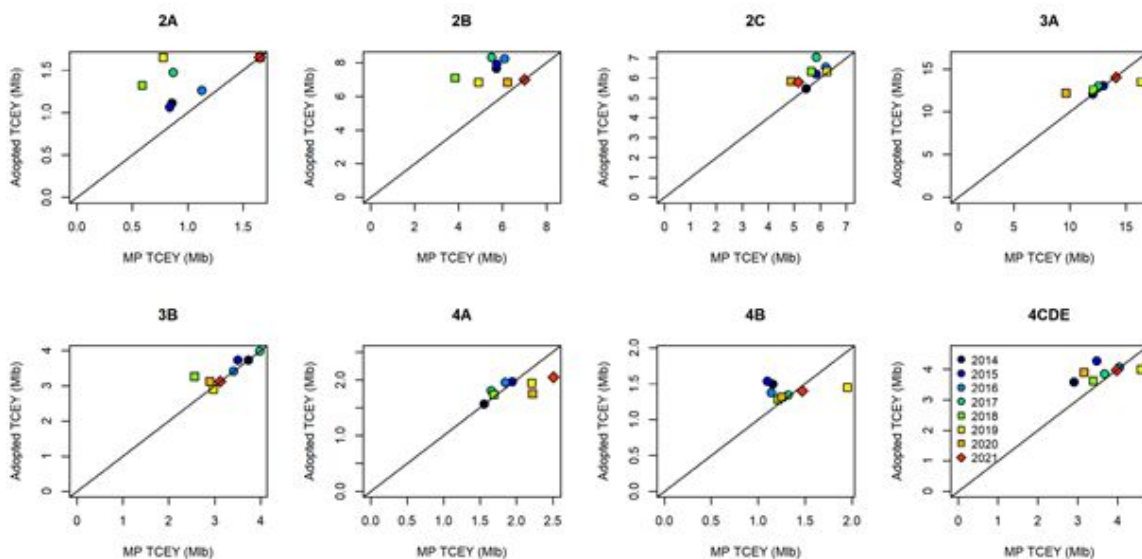 2A
Adopted TCEY (Mlb)
0.0 0.5 1.0 1.5
0.0 0.5 1.0 1.5
MP TCEY (Mlb)
2B
Adopted TCEY (Mlb)
0 2 4 6 8
0 2 4 6 8
MP TCEY (Mlb)
2C
Adopted TCEY (Mlb)
0 1 2 3 4 5 6 7
0 1 2 3 4 5 6 7
MP TCEY (Mlb)
3A
Adopted TCEY (Mlb)
0 5 10 15
0 5 10 15
MP TCEY (Mlb)
3B
Adopted TCEY (Mlb)
0 1 2 3 4
0 1 2 3 4
MP TCEY (Mlb)
4A
Adopted TCEY (Mlb)
0.0 1.0 2.0
0.0 0.5 1.0 1.5 2.0 2.5
MP TCEY (Mlb)
4B
Adopted TCEY (Mlb)
0.0 0.5 1.0 1.5 2.0
0.0 0.5 1.0 1.5 2.0
MP TCEY (Mlb)
4CDE
Adopted TCEY (Mlb)
0 1 2 3 4
2014
2015
2016
2017
2018
2019
2020
2021
0 1 2 3 4
MP TCEY (Mlb)